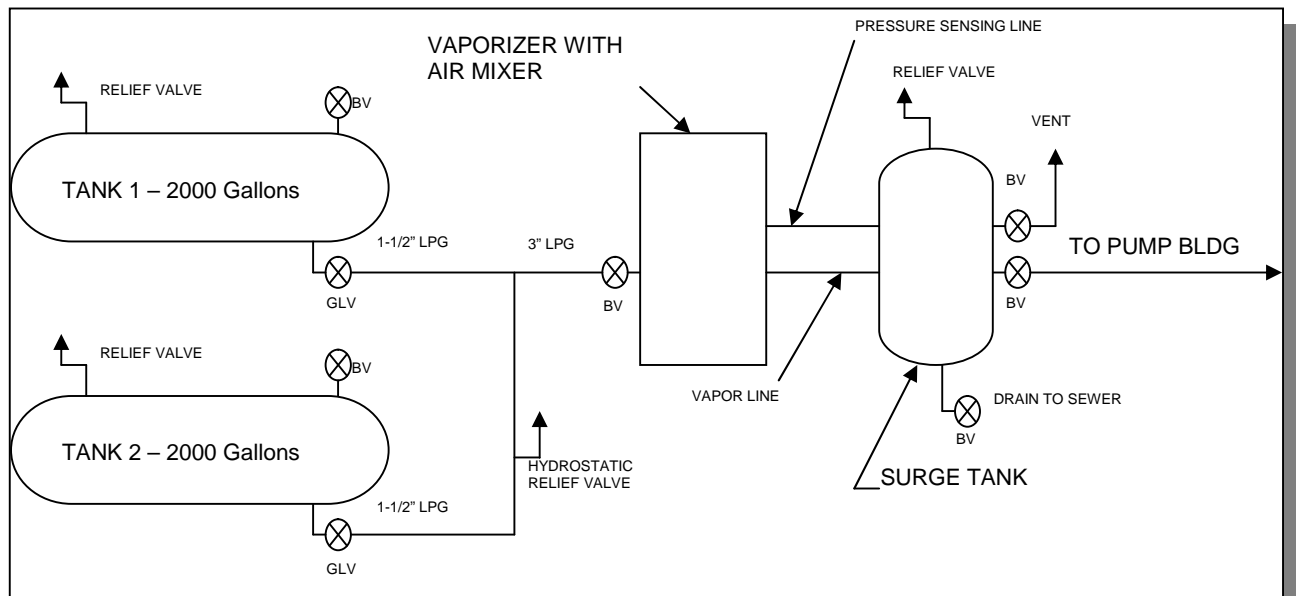 PRESSURE SENSING LINE
VAPORIZER WITH
AIR MIXER
RELIEF VALVE
RELIEF VALVE
BV
VENT
TANK 1 – 2000 Gallons
BV
1-1/2" LPG
3" LPG
TO PUMP BLDG
GLV
BV
BV
RELIEF VALVE
BV
VAPOR LINE
DRAIN TO SEWER
BV
TANK 2 – 2000 Gallons
HYDROSTATIC
RELIEF VALVE
SURGE TANK
1-1/2" LPG
GLV